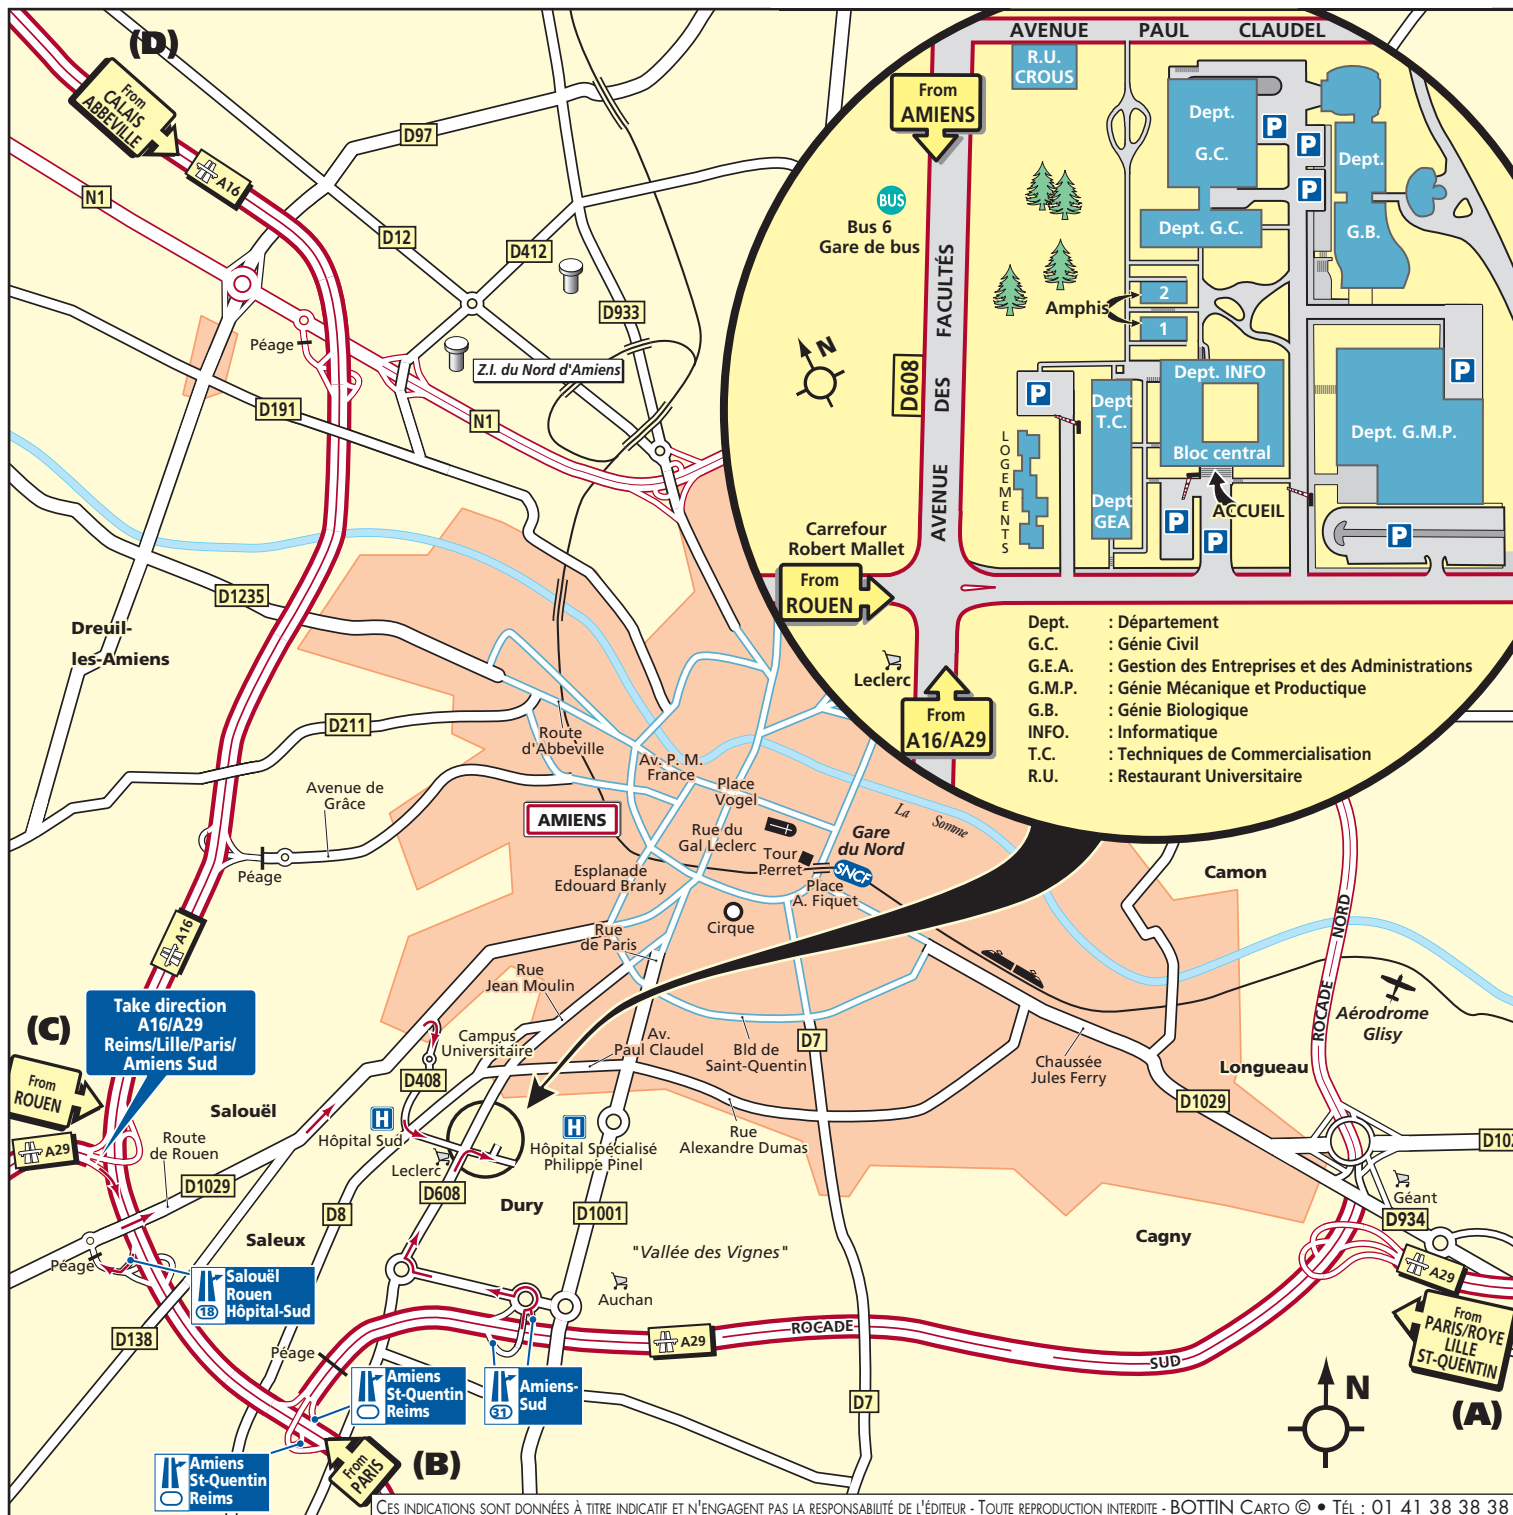 (D)
From
CALAIS
ABBEVILLE
A16
N1
D97
D12
D412
D933
Péage
Z.I. du Nord d'Amiens
D191
N1
D1235
Dreuil-
les-Amiens
D211
Route
d'Abbeville
Av. P. M.
France
Place
Vogel
Avenue de
Grâce
AMIENS
Rue du
Gal Leclerc
Tour
Perret
Gare
du Nord
SNCF
La Somme
Péage
Esplanade
Edouard Branly
Place
A. Fiquet
Cirque
Rue
de Paris
Rue
Jean Moulin
A16
Camon
ROCADE NORD
Aérodrome
Glisy
(C)
Take direction
A16/A29
Reims/Lille/Paris/
Amiens Sud
From
ROUEN
A29
Campus
Universitaire
Av.
Paul Claudel
Bld de
Saint-Quentin
D7
Chaussée
Jules Ferry
Longueau
D1029
D408
Salouël
Route
de Rouen
H
Hôpital Sud
H
Hôpital Spécialisé
Philippe Pinel
Rue
Alexandre Dumas
Leclerc
D1029
D608
Dury
D1001
D8
Saleux
"Vallée des Vignes"
Cagny
Géant
D934
A29
Péage
18
Salouël
Rouen
Hôpital-Sud
Auchan
D138
Péage
A29
ROCADE
SUD
From
PARIS/ROYE
LILLE
ST-QUENTIN
(A)
N
Amiens
St-Quentin
Reims
31
Amiens-
Sud
D7
Amiens
St-Quentin
Reims
From
PARIS
(B)
AVENUE PAUL CLAUDEL
R.U.
CROUS
From
AMIENS
Dept.
G.C.
P
P
P
Dept.
G.B.
BUS
Bus 6
Gare de bus
Dept. G.C.
AVENUE DES FACULTÉS
Amphis
2
1
N
D608
P
Dept. INFO
Bloc central
Dept
T.C.
Dept
GEA
LOGEMENTS
P
Dept. G.M.P.
ACCUEIL
P
P
P
Carrefour
Robert Mallet
From
ROUEN
Leclerc
From
A16/A29
Dept. : Département
G.C. : Génie Civil
G.E.A. : Gestion des Entreprises et des Administrations
G.M.P. : Génie Mécanique et Productique
G.B. : Génie Biologique
INFO. : Informatique
T.C. : Techniques de Commercialisation
R.U. : Restaurant Universitaire
CES INDICATIONS SONT DONNÉES À TITRE INDICATIF ET N'ENGAGENT PAS LA RESPONSABILITÉ DE L'ÉDITEUR - TOUTE REPRODUCTION INTERDITE - BOTTIN CARTO © • TÉL : 01 41 38 38 38